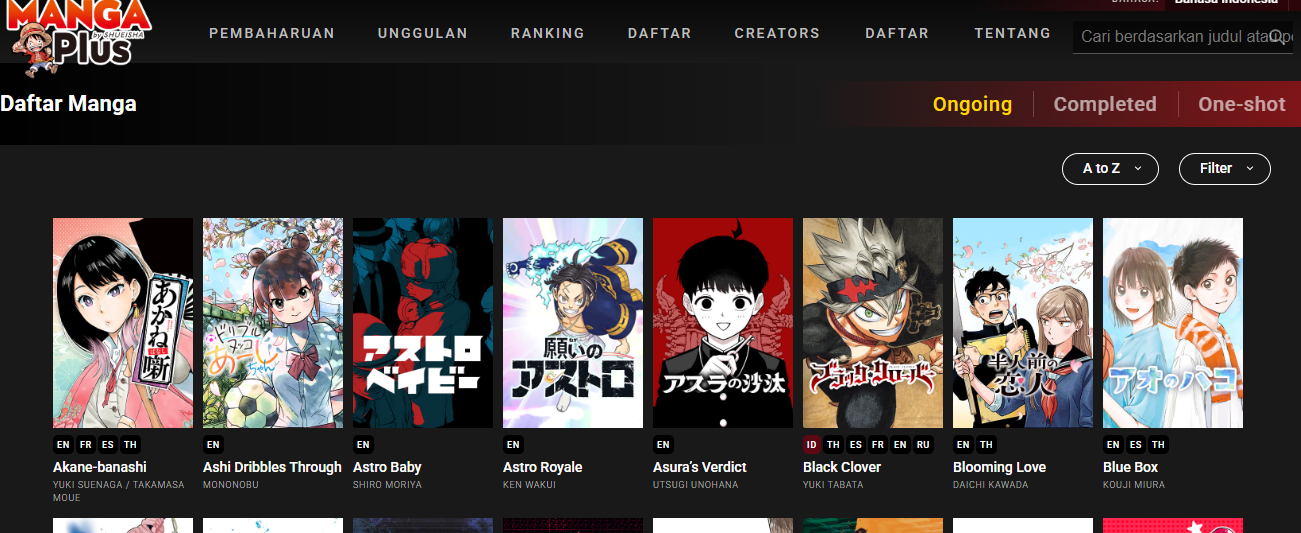 MANGA
Plus by SHUEISHA
PEMBAHARUAN UNGGULAN RANKING DAFTAR CREATORS DAFTAR TENTANG
Cari berdasarkan judul atau pe
Bahasa Indonesia
Daftar Manga
Ongoing Completed One-shot
A to Z Filter
あかね噺
ドリブルヌッコあーしちゃん
アストロベイビー
願いのアストロ
アスラの沙汰
ブラッククローバー
半人前の恋人
アオのハコ
EN FR ES TH
Akane-banashi
YUKI SUENAGA / TAKAMASA
MOUE
EN
Ashi Dribbles Through
MONONOBU
EN
Astro Baby
SHIRO MORIYA
EN
Astro Royale
KEN WAKUI
EN
Asura's Verdict
UTSUGI UNOHANA
ID TH ES FR EN RU
Black Clover
YUKI TABATA
EN TH
Blooming Love
DAICHI KAWADA
EN ES TH
Blue Box
KOUJI MIURA